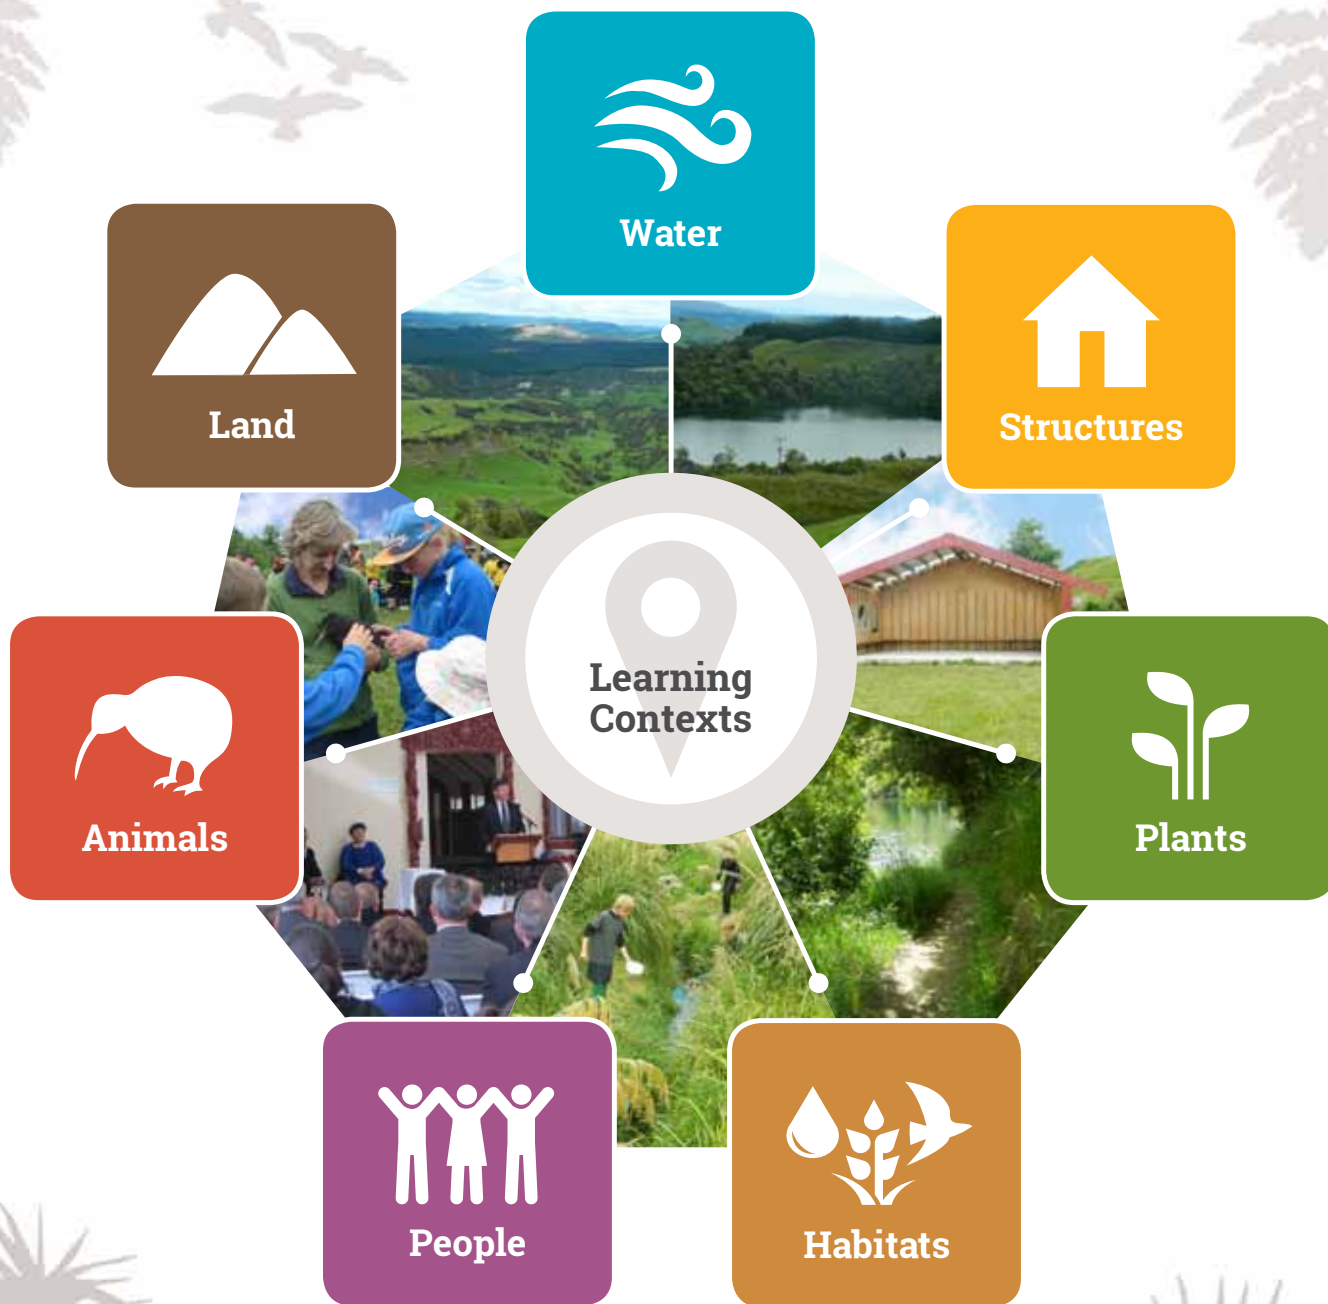 Water
Land
Structures
Learning
Contexts
Animals
Plants
People
Habitats